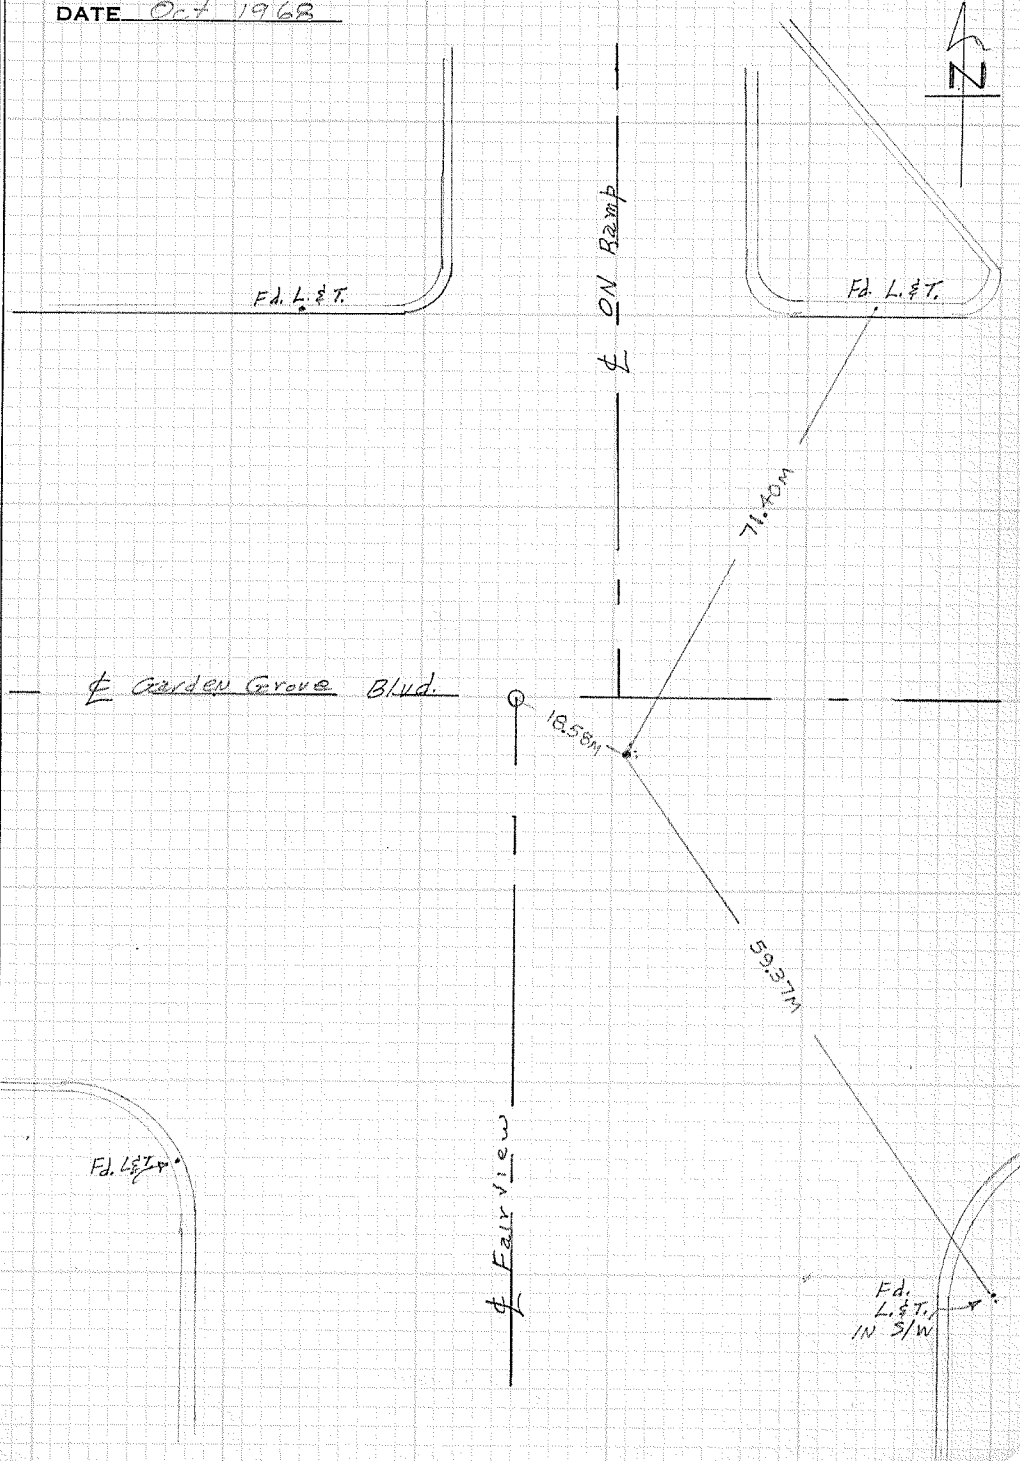 DATE Oct 1968
N
℄ ON Ramp
Fd. L. & T.
Fd. L. & T.
71.40M
℄ Garden Grove Blvd.
18.58M
59.37M
Fd. L&T.
℄ Fairview
Fd.
L. & T.
IN S/W